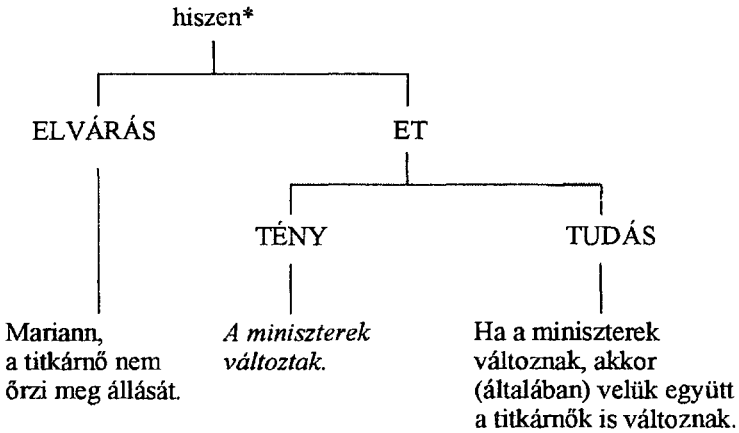 hiszen*
ELVÁRÁS
ET
TÉNY
TUDÁS
Mariann,
a titkárnő nem
őrzi meg állását.
A miniszterek
változtak.
Ha a miniszterek
változnak, akkor
(általában) velük együtt
a titkárnők is változnak.